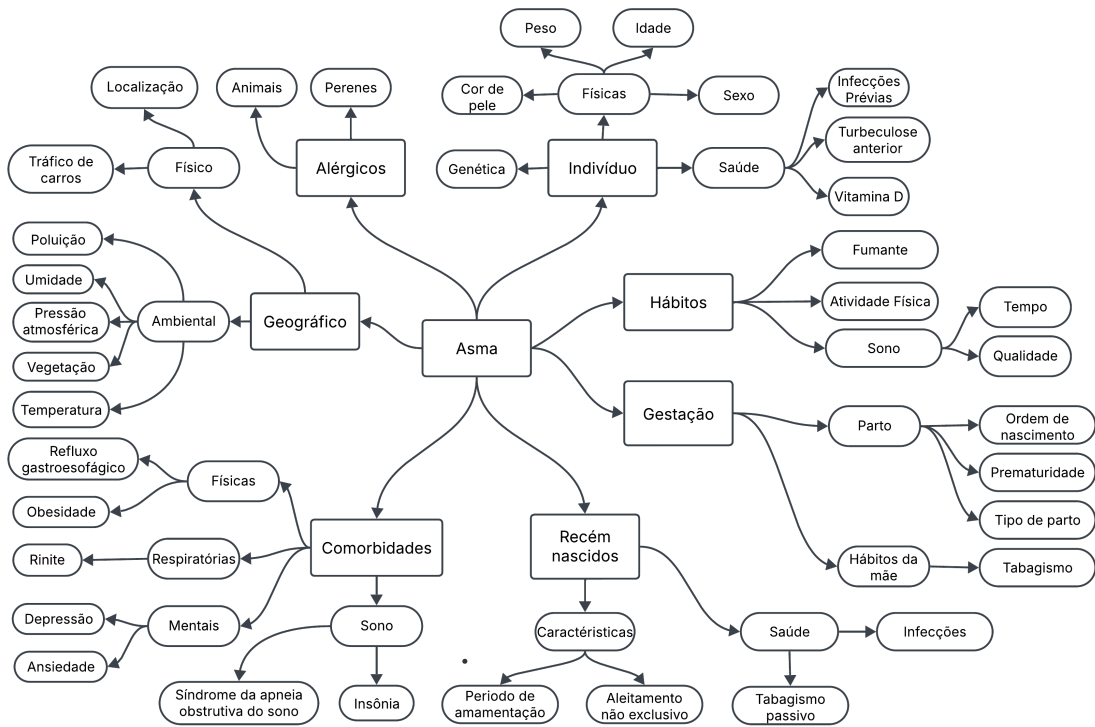 Peso
Idade
Localização
Animais
Perenes
Cor de
pele
Físicas
Sexo
Infecções
Prévias
Turbeculose
anterior
Tráfico de
carros
Físico
Alérgicos
Genética
Indivíduo
Saúde
Vitamina D
Poluição
Umidade
Pressão
atmosférica
Vegetação
Temperatura
Ambiental
Geográfico
Asma
Hábitos
Fumante
Atividade Física
Sono
Tempo
Qualidade
Gestação
Parto
Ordem de
nascimento
Prematuridade
Tipo de parto
Hábitos da
mãe
Tabagismo
Refluxo
gastroesofágico
Físicas
Obesidade
Rinite
Respiratórias
Comorbidades
Recém
nascidos
Depressão
Mentais
Ansiedade
Sono
Síndrome da apneia
obstrutiva do sono
Insônia
Caractéristicas
Periodo de
amamentação
Aleitamento
não exclusivo
Saúde
Infecções
Tabagismo
passivo